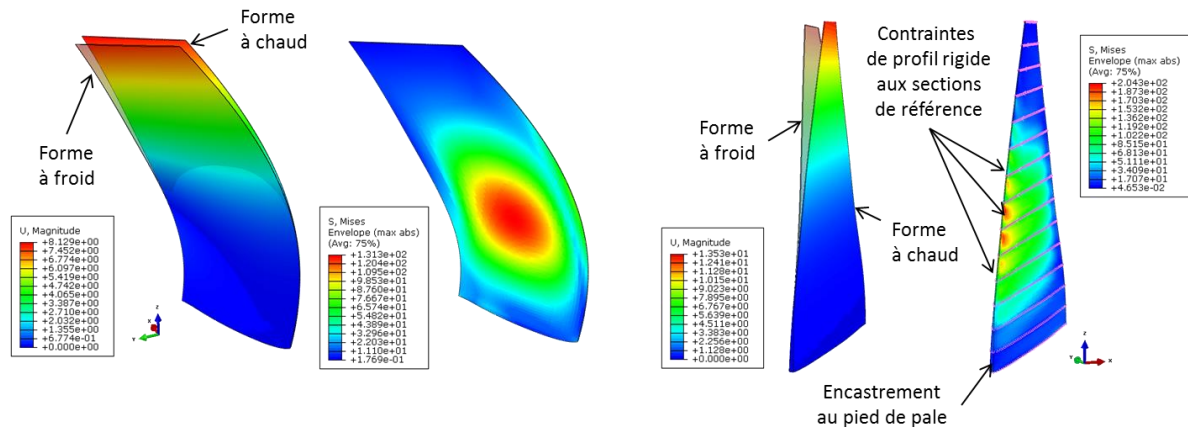 Forme
à chaud
Forme
à froid
U, Magnitude
+8.129e+00
+7.452e+00
+6.774e+00
+6.097e+00
+5.419e+00
+4.742e+00
+4.065e+00
+3.387e+00
+2.710e+00
+2.032e+00
+1.355e+00
+6.774e-01
+0.000e+00
X
Y
Z
S, Mises
Envelope (max abs)
(Avg: 75%)
+1.313e+02
+1.204e+02
+1.095e+02
+9.853e+01
+8.760e+01
+7.667e+01
+6.574e+01
+5.482e+01
+4.389e+01
+3.296e+01
+2.203e+01
+1.110e+01
+1.769e-01
Forme
à froid
U, Magnitude
+1.353e+01
+1.241e+01
+1.128e+01
+1.015e+01
+9.023e+00
+7.895e+00
+6.767e+00
+5.639e+00
+4.511e+00
+3.383e+00
+2.256e+00
+1.128e+00
+0.000e+00
Forme
à chaud
Contraintes
de profil rigide
aux sections
de référence
S, Mises
Envelope (max abs)
(Avg: 75%)
+2.043e+02
+1.873e+02
+1.703e+02
+1.532e+02
+1.362e+02
+1.192e+02
+1.022e+02
+8.515e+01
+6.813e+01
+5.111e+01
+3.409e+01
+1.707e+01
+4.653e-02
Z
Y
X
Encastrement
au pied de pale